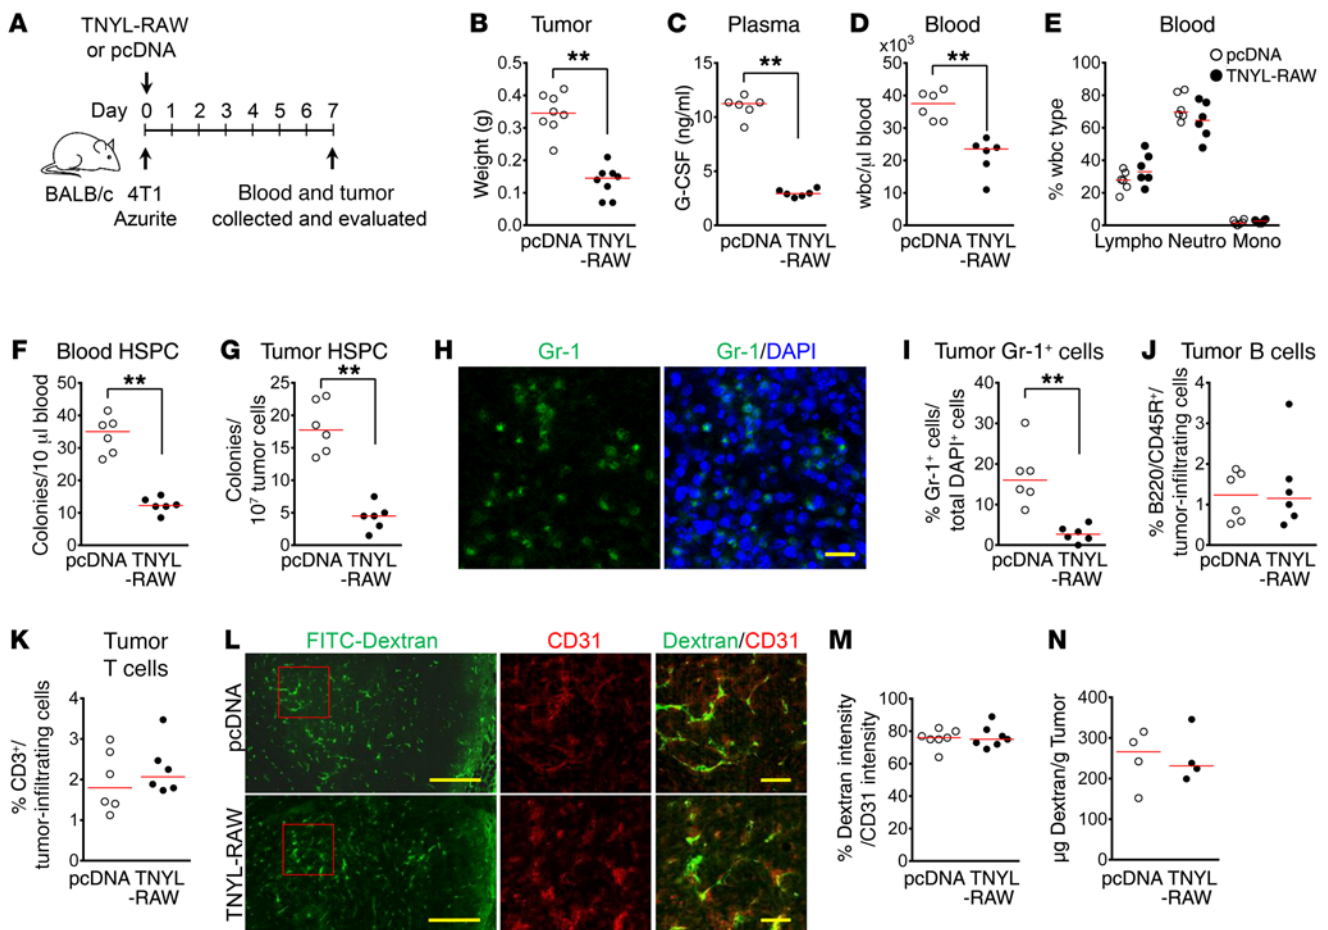 A
TNYL-RAW
or pcDNA
Day 0 1 2 3 4 5 6 7
BALB/c 4T1
Azurite
Blood and tumor
collected and evaluated
B
Tumor
**
Weight (g)
0.5
0.4
0.3
0.2
0.1
0.0
pcDNA TNYL
-RAW
C
Plasma
**
G-CSF (ng/ml)
15
10
5
0
pcDNA TNYL
-RAW
D
Blood
×10³
**
wbc/µl blood
50
40
30
20
10
0
pcDNA TNYL
-RAW
E
Blood
pcDNA
TNYL-RAW
% wbc type
100
80
60
40
20
0
Lympho Neutro Mono
F
Blood HSPC
**
Colonies/10 µl blood
50
40
30
20
10
0
pcDNA TNYL
-RAW
G
Tumor HSPC
**
Colonies/
10⁷ tumor cells
25
20
15
10
5
0
pcDNA TNYL
-RAW
H
Gr-1
Gr-1/DAPI
I
Tumor Gr-1⁺ cells
**
% Gr-1⁺ cells/
total DAPI⁺ cells
40
30
20
10
0
pcDNA TNYL
-RAW
J
Tumor B cells
% B220/CD45R⁺/
tumor-infiltrating cells
4
3
2
1
0
pcDNA TNYL
-RAW
K
Tumor
T cells
% CD3⁺/
tumor-infiltrating cells
4
3
2
1
0
pcDNA TNYL
-RAW
L
FITC-Dextran
CD31
Dextran/CD31
pcDNA
TNYL-RAW
M
% Dextran intensity
/CD31 intensity
100
80
60
40
20
0
pcDNA TNYL
-RAW
N
µg Dextran/g Tumor
400
300
200
100
0
pcDNA TNYL
-RAW